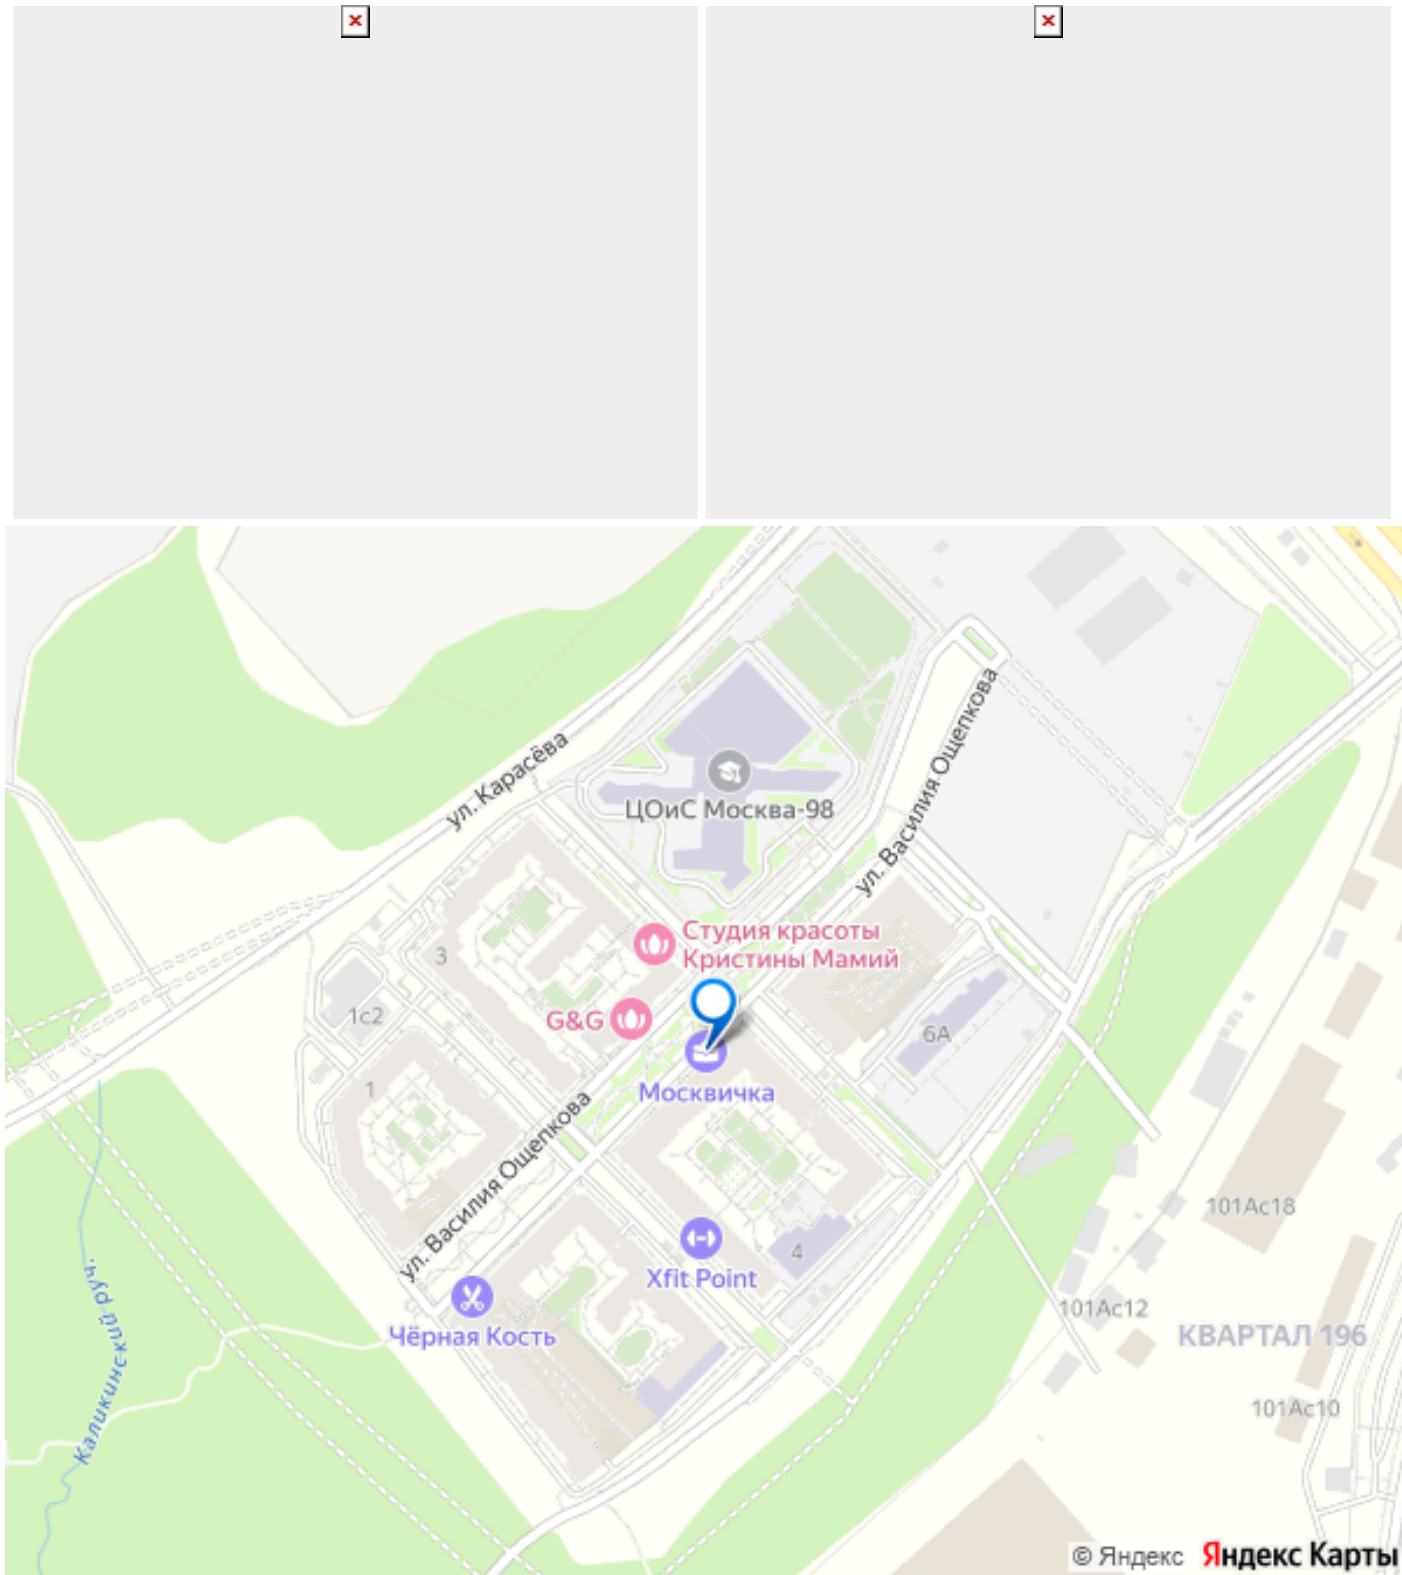 ул. Карасёва
ул. Василия Ощепкова
ЦОиС Москва-98
Студия красоты
Кристины Мамий
3
1с2
G&G
6А
1
Москвичка
ул. Василия Ощепкова
101Ас18
4
Xfit Point
101Ас12
Чёрная Кость
КВАРТАЛ 196
Каликинский руч.
101Ас10
© Яндекс Яндекс Карты